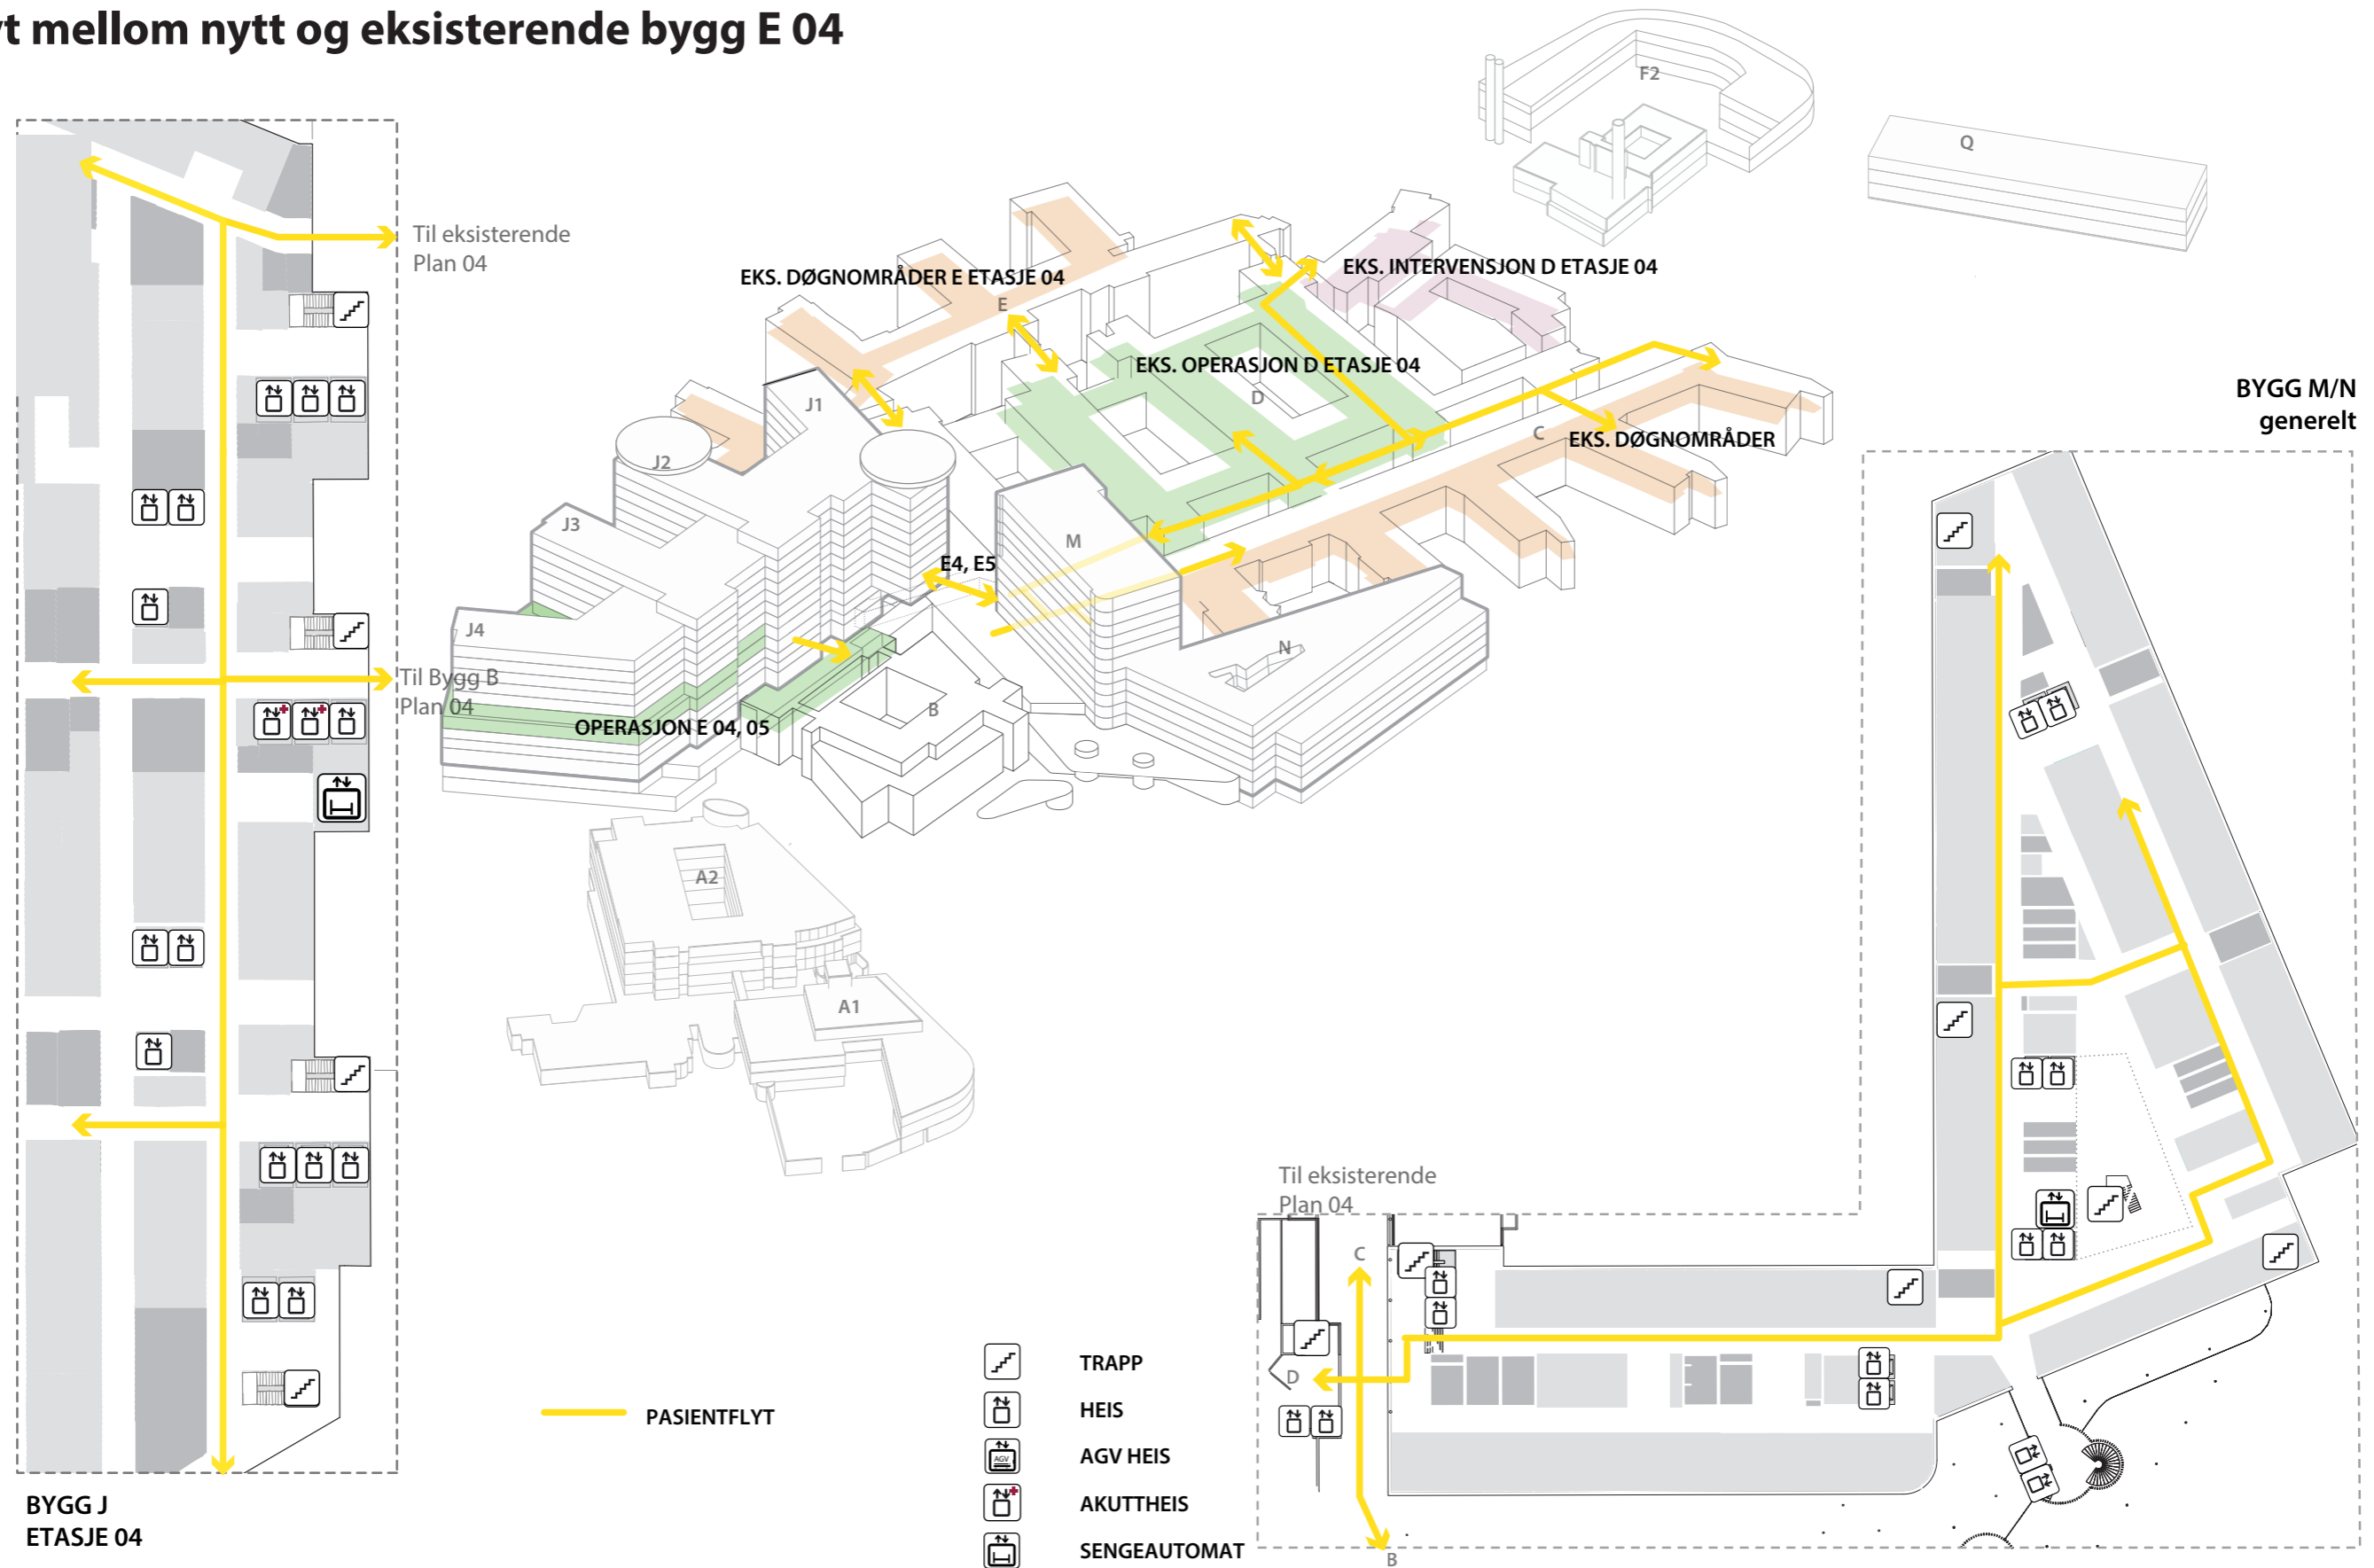 yt mellom nytt og eksisterende bygg E 04
F2
Q
Til eksisterende
Plan 04
EKS. DØGNOMRÅDER E ETASJE 04
E
EKS. INTERVENSJON D ETASJE 04
EKS. OPERASJON D ETASJE 04
D
J1
J2
C
EKS. DØGNOMRÅDER
BYGG M/N
generelt
J3
M
E4, E5
J4
N
Til Bygg B
Plan 04
B
OPERASJON E 04, 05
A2
A1
Til eksisterende
Plan 04
C
D
B
PASIENTFLYT
TRAPP
HEIS
AGV
AGV HEIS
AKUTTHEIS
SENGEAUTOMAT
BYGG J
ETASJE 04